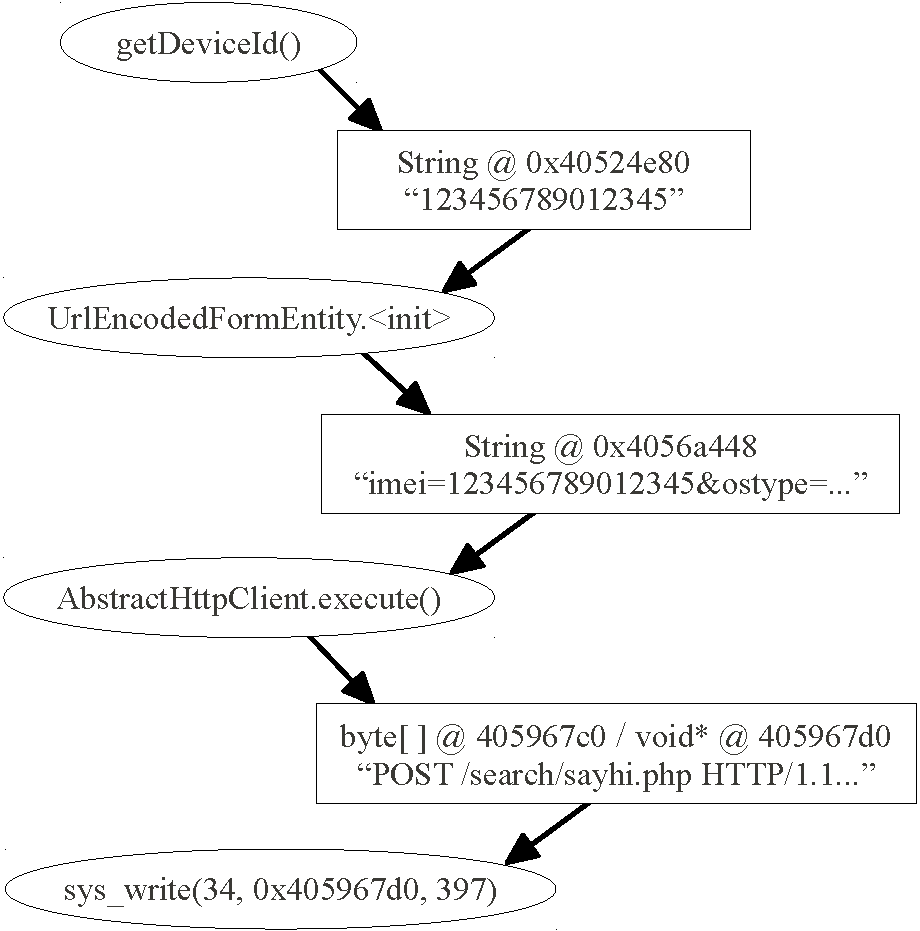 getDeviceId()
String @ 0x40524e80
“123456789012345”
UrlEncodedFormEntity.<init>
String @ 0x4056a448
“imei=123456789012345&ostype=...”
AbstractHttpClient.execute()
byte[ ] @ 405967c0 / void* @ 405967d0
“POST /search/sayhi.php HTTP/1.1...”
sys_write(34, 0x405967d0, 397)